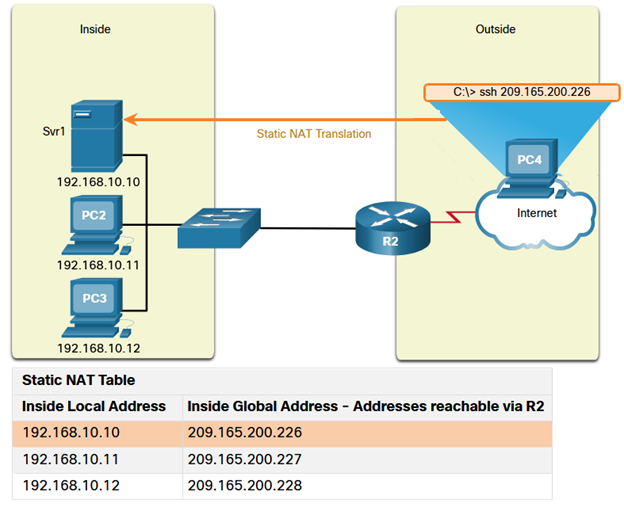 Inside
Outside
C:\> ssh 209.165.200.226
Svr1
Static NAT Translation
PC4
192.168.10.10
PC2
Internet
R2
192.168.10.11
PC3
192.168.10.12
Static NAT Table
Inside Local Address Inside Global Address - Addresses reachable via R2
192.168.10.10 209.165.200.226
192.168.10.11 209.165.200.227
192.168.10.12 209.165.200.228